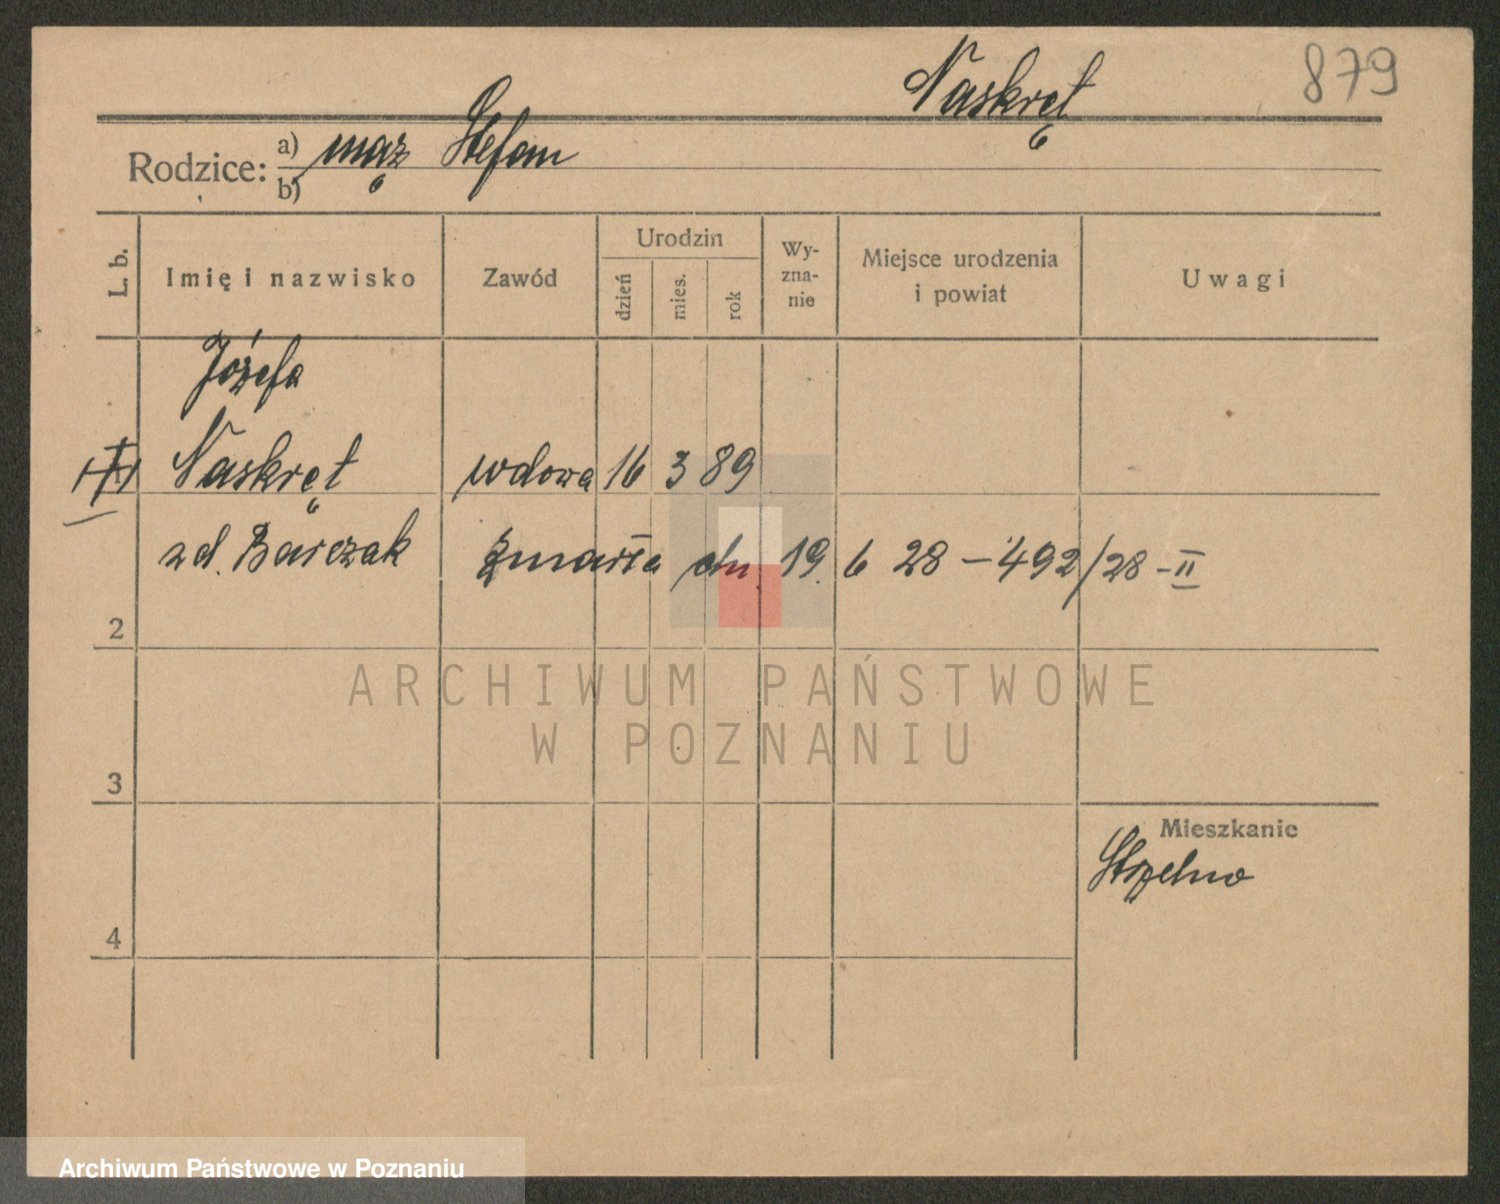 Naskręt 879
Rodzice: a) mąż Stefan
b)
L. b. Imię i nazwisko Zawód Urodzin dzień mies. rok Wy-zna-nie Miejsce urodzenia i powiat Uwagi
Józefa
Naskręt wdowa 16 3 89
zd. Barczak zmarła dn. 19. 6 28 – 492/28 – II
2
ARCHIWUM PAŃSTWOWE
W POZNANIU
3
Mieszkanie
Strzelno
4
Archiwum Państwowe w Poznaniu